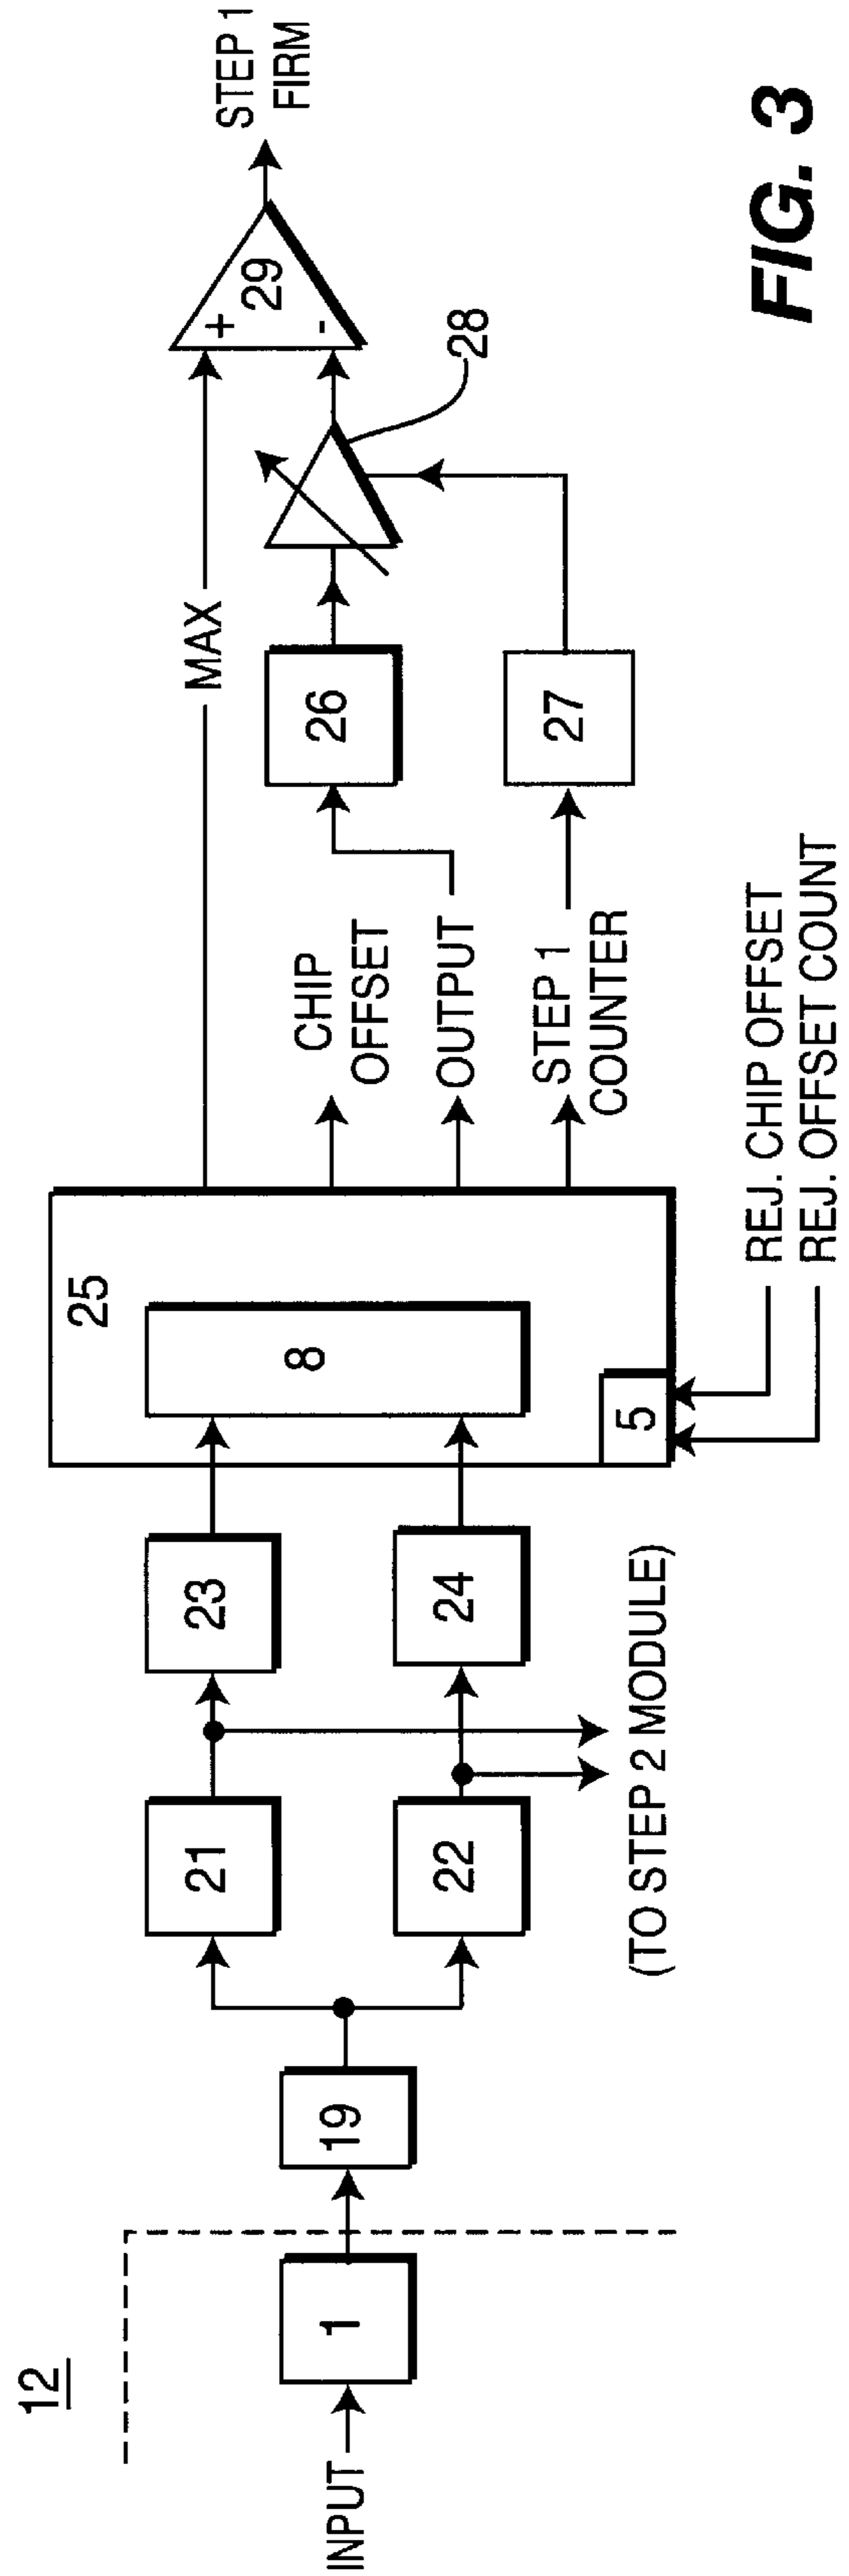 12
INPUT
1
19
21
22
(TO STEP 2 MODULE)
23
24
25
8
5
REJ. CHIP OFFSET
REJ. OFFSET COUNT
MAX
CHIP
OFFSET
OUTPUT
STEP 1
COUNTER
26
27
28
+
29
-
STEP 1
FIRM
FIG. 3